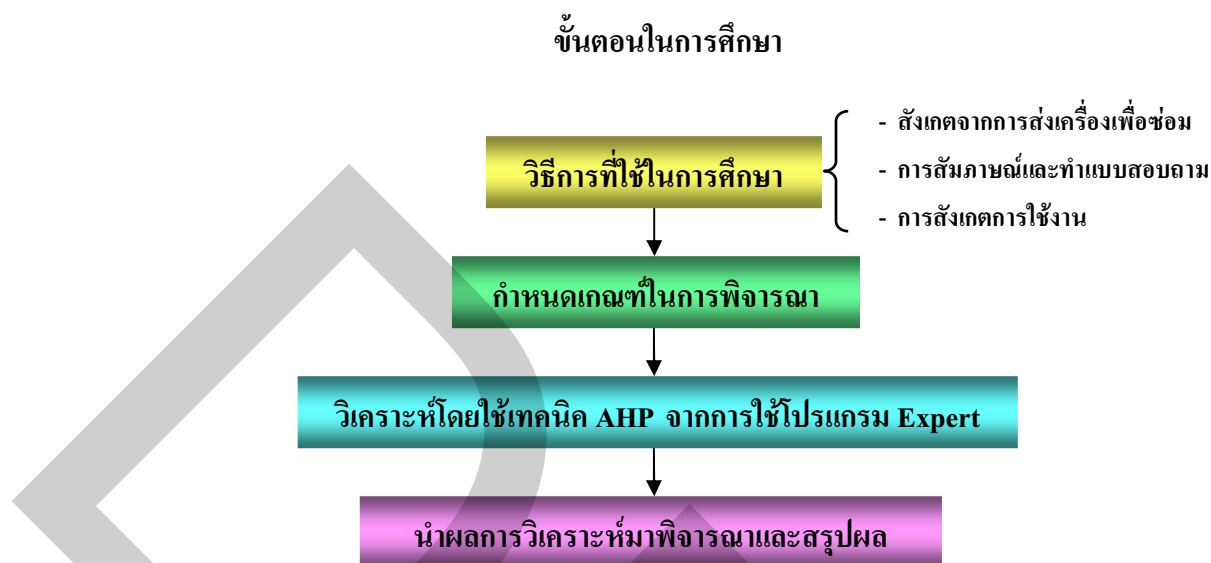 ขั้นตอนในการศึกษา
วิธีการที่ใช้ในการศึกษา
- สังเกตจากการส่งเครื่องเพื่อซ่อม
- การสัมภาษณ์และทำแบบสอบถาม
- การสังเกตการใช้งาน
กำหนดเกณฑ์ในการพิจารณา
วิเคราะห์โดยใช้เทคนิค AHP จากการใช้โปรแกรม Expert
นำผลการวิเคราะห์มาพิจารณาและสรุปผล